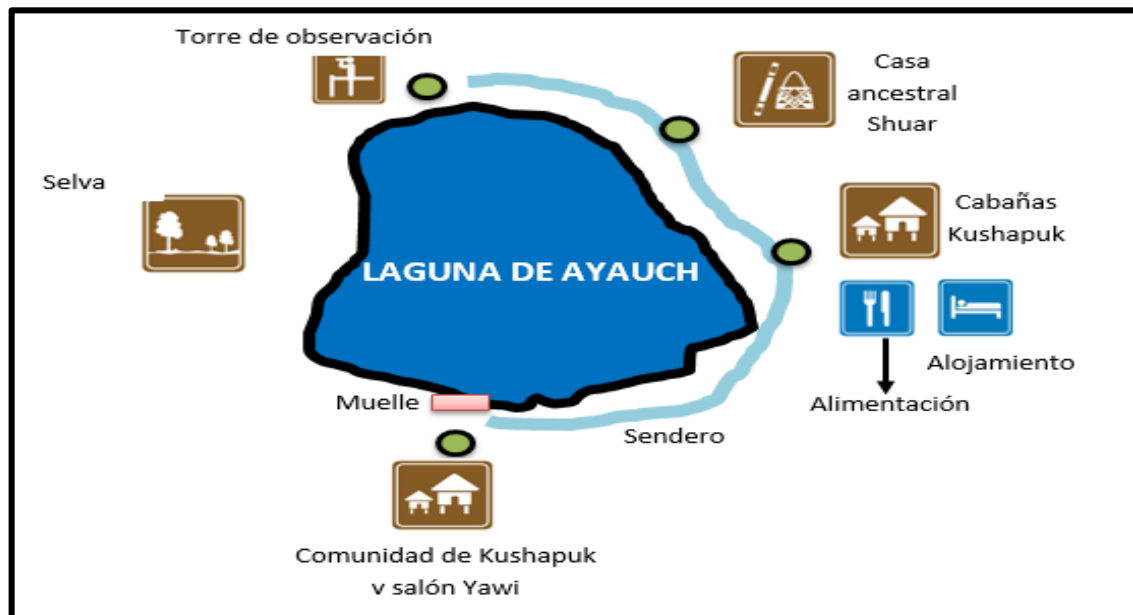 Torre de observación
Casa
ancestral
Shuar
Selva
Cabañas
Kushapuk
LAGUNA DE AYAUCH
Alojamiento
Muelle
Alimentación
Sendero
Comunidad de Kushapuk
v salón Yawi